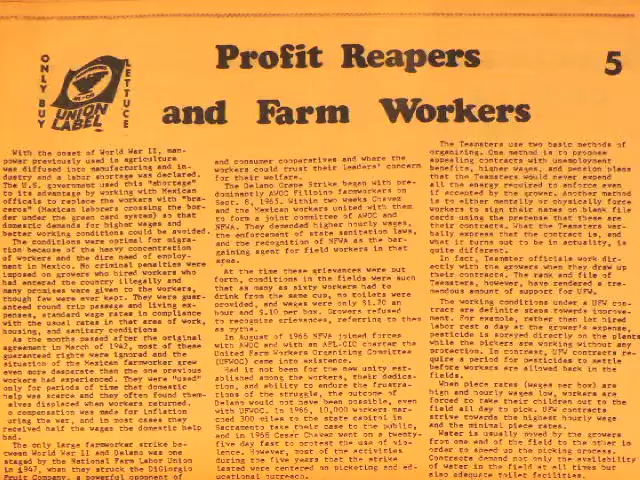 Profit Reapers
5
and Farm Workers
ONLY BUY
UNION
LABEL
LETTUCE
With the onset of World War II, man-
power previously used in agriculture
was diffused into manufacturing and in-
dustry and a labor shortage was declared.
The U.S. government used this "shortage"
to its advantage by working with Mexican
officials to replace the workers with "bra-
ceros" (Mexican laborers crossing the bor-
der under the green card system) so that
domestic demands for higher wages and
better working conditions could be avoided.
The conditions were optimal for migra-
tion because of the heavy concentration
of workers and the dire need of employ-
ment in Mexico. No criminal penalties were
imposed on growers who hired workers who
had entered the country illegally and
many promises were given to the workers,
though few were ever kept. They were guar-
anteed round trip passage and living ex-
penses, standard wage rates in compliance
with the usual rates in that area of work,
housing, and sanitary conditions
As the months passed after the original
agreement in March 1942, most of these
guaranteed rights were ignored and the
situation of the Mexican farmworker grew
even more desperate than the one previous
workers had experienced. They were "used"
only for periods of time that domestic
help was scarce and they often found them-
elves displaced when workers returned.
o compensation was made for inflation
uring the war, and in most cases they
received half the wages the domestic help
had.
The only large farmworker strike be-
tween World War II and Delano was one
staged by the National Farm Labor Union
in 1947, when they struck the DiGiorgio
Fruit Company, a powerful opponent of
and consumer cooperatives and where the
workers could trust their leaders' concern
for their welfare.
The Delano Grape Strike began with pre-
dominantly AWOC Filipino farmworkers on
Sept. 8, 1965. Within two weeks Chavez
and the Mexican workers united with them
to form a joint committee of AWOC and
NFWA. They demanded higher hourly wages,
the enforcement of state sanitation laws,
and the recognition of NFWA as the bar-
gaining agent for field workers in that
area.
At the time these grievances were put
forth, conditions in the fields were such
that as many as sixty workers had to
drink from the same cup, no toilets were
provided, and wages were only $1.20 an
hour and $.10 per box. Growers refused
to recognize grievances, referring to them
as myths.
In August of 1966 NFWA joined forces
with AWOC and with an AFL-CIO charter the
United Farm Workers Organizing Committee
(UFWOC) came into existence.
Had it not been for the new unity est-
ablished among the workers, their dedica-
tion, and ability to endure the frustra-
tions of the struggle, the outcome of
Delano would not have been possible, even
with UFWOC. In 1966, 10,000 workers mar-
ched 300 miles to the state capitol in
Sacramento to take their case to the public,
and in 1968 Cesar Chavez went on a twenty-
five day fast to protest the use of vio-
lence. However, most of the activities
during the five years that the strike
lasted were centered on picketing and ed-
ucational outreach.
The Teamsters use two basic methods of
organizing. One method is to propose
appealing contracts with unemployment
benefits, higher wages, and pension plans
that the Teamsters would never expend
all the energy required to enforce even
if accepted by the grower. Another method
is to either mentally or physically force
workers to sign their names on blank file
cards using the pretense that these are
their contracts. What the Teamsters ver-
bally express that the contract is, and
what it turns out to be in actuality, is
quite different.
In fact, Teamster officials work dir-
ectly with the growers when they draw up
their contracts. The rank and file of
Teamsters, however, have rendered a tre-
mendous amount of support for UFW.
The working conditions under a UFW con-
tract are definite steps towards improve-
ment. For example, rather than let hired
labor rest a day at the grower's expense,
pesticide is sprayed directly on the plants
while the pickers are working without any
protection. In contrast, UFW contracts re-
quire a period for pesticides to settle
before workers are allowed back in the
fields.
When piece rates (wages per box) are
high and hourly wages low, workers are
forced to take their children out to the
field all day to pick. UFW contracts
strive towards the highest hourly wage
and the minimal piece rates.
Water is usually moved by the growers
from one end of the field to the other in
order to speed up the picking process.
Contracts demand not only the availability
of water in the field at all times but
also adequate toilet facilities.